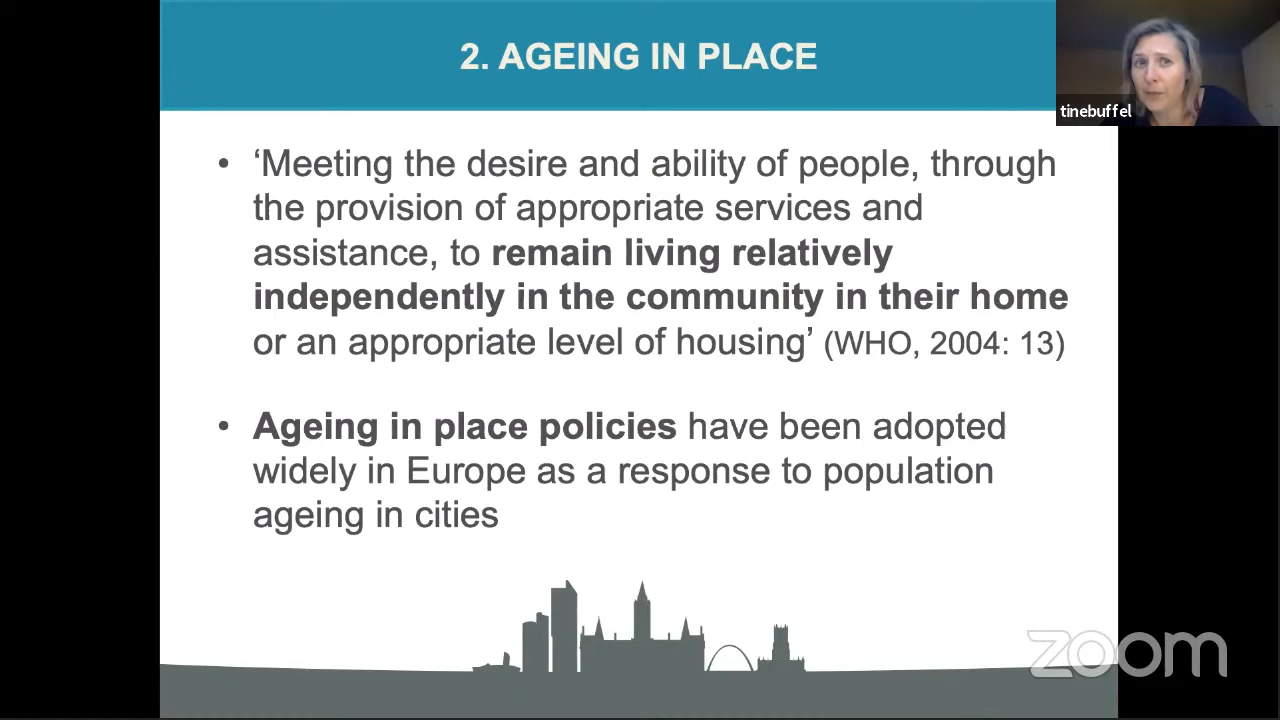 2. AGEING IN PLACE
tinebuffel
• ‘Meeting the desire and ability of people, through
the provision of appropriate services and
assistance, to remain living relatively
independently in the community in their home
or an appropriate level of housing’ (WHO, 2004: 13)
• Ageing in place policies have been adopted
widely in Europe as a response to population
ageing in cities
zoom